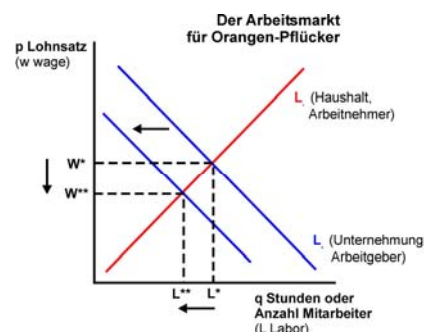 Der Arbeitsmarkt
für Orangen-Pflücker
p Lohnsatz
(w wage)
L (Haushalt,
Arbeitnehmer)
W*
W**
L (Unternehmung
Arbeitgeber)
L** L*
q Stunden oder
Anzahl Mitarbeiter
(L Labor)